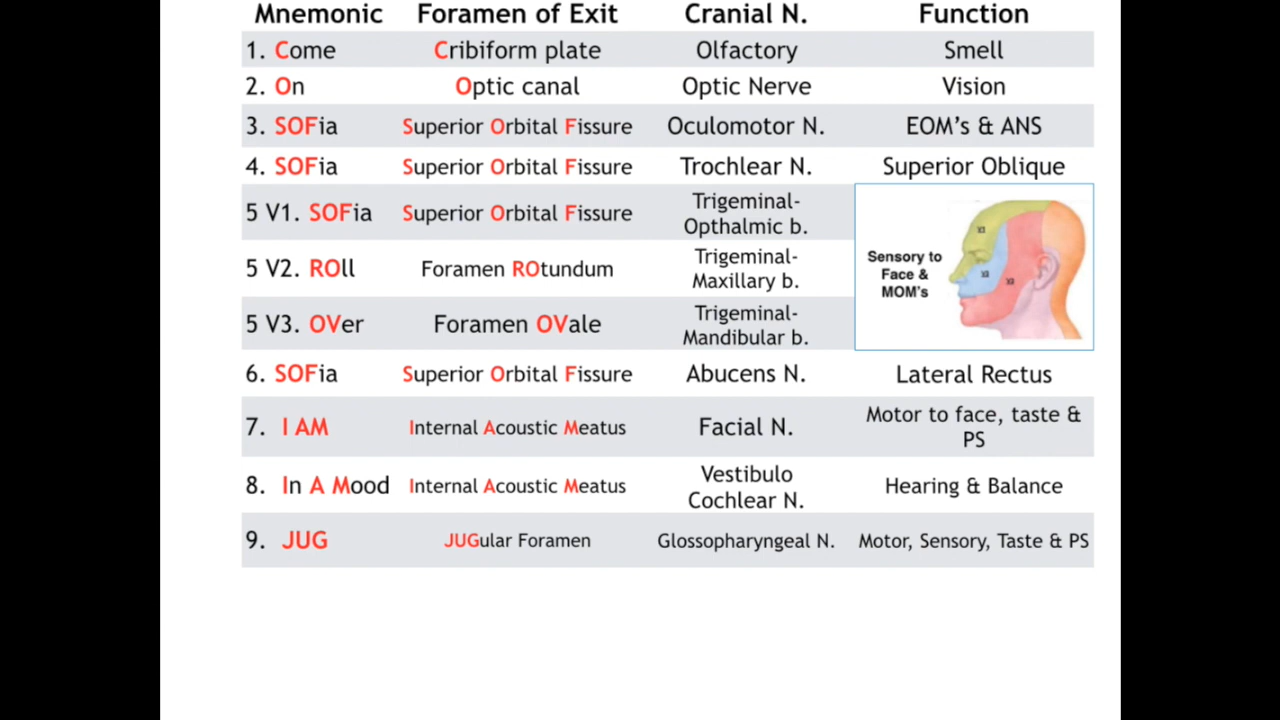 Mnemonic Foramen of Exit Cranial N. Function
1. Come Cribiform plate Olfactory Smell
2. On Optic canal Optic Nerve Vision
3. SOFia Superior Orbital Fissure Oculomotor N. EOM's & ANS
4. SOFia Superior Orbital Fissure Trochlear N. Superior Oblique
5 V1. SOFia Superior Orbital Fissure Trigeminal-
Opthalmic b.
5 V2. ROll Foramen ROtundum Trigeminal-
Maxillary b.
Sensory to
Face &
MOM's
5 V3. OVer Foramen OVale Trigeminal-
Mandibular b.
6. SOFia Superior Orbital Fissure Abucens N. Lateral Rectus
7. I AM Internal Acoustic Meatus Facial N. Motor to face, taste &
PS
8. In A Mood Internal Acoustic Meatus Vestibulo
Cochlear N. Hearing & Balance
9. JUG JUGular Foramen Glossopharyngeal N. Motor, Sensory, Taste & PS